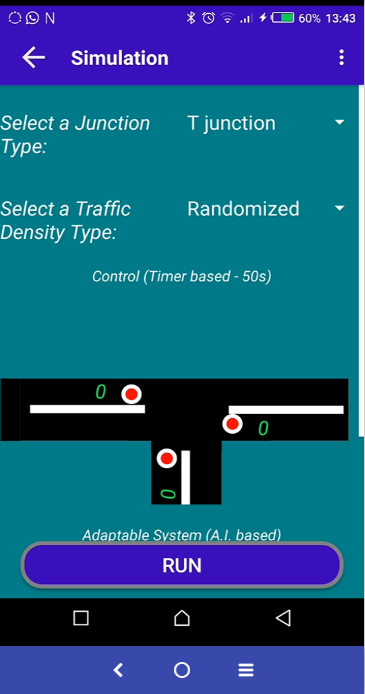 N 60% 13:43
Simulation
Select a Junction T junction
Type:
Select a Traffic Randomized
Density Type:
Control (Timer based - 50s)
0
0
0
Adaptable System (A.I. based)
RUN